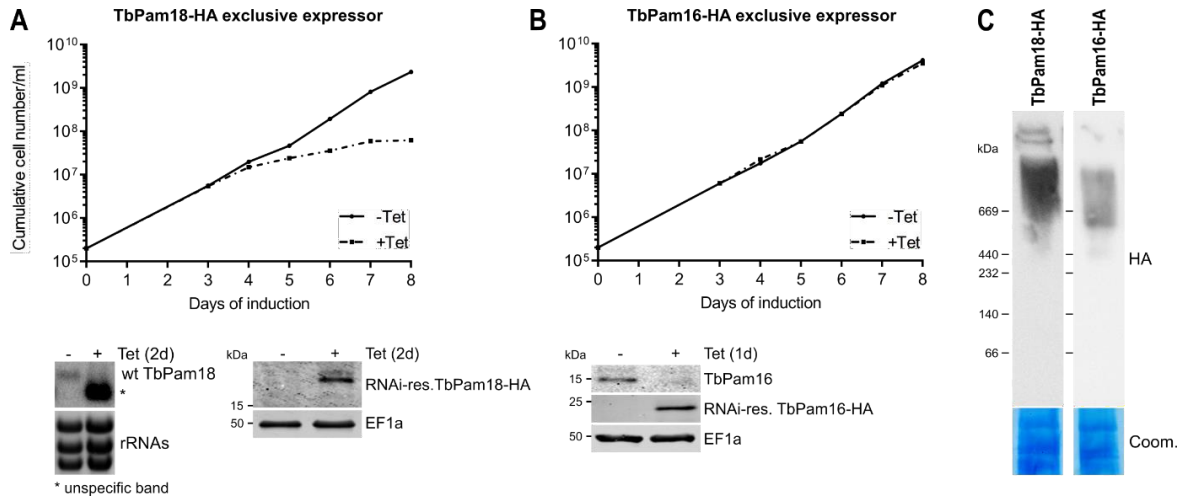 A
TbPam18-HA exclusive expressor
Cumulative cell number/ml
10^10
10^9
10^8
10^7
10^6
10^5
0 1 2 3 4 5 6 7 8
Days of induction
-Tet
+Tet
- + Tet (2d)
wt TbPam18
*
rRNAs
* unspecific band
kDa - + Tet (2d)
RNAi-res.TbPam18-HA
15
50 EF1a
B
TbPam16-HA exclusive expressor
10^10
10^9
10^8
10^7
10^6
10^5
0 1 2 3 4 5 6 7 8
Days of induction
-Tet
+Tet
kDa - + Tet (1d)
15 TbPam16
25
RNAi-res. TbPam16-HA
50 EF1a
C
TbPam18-HA
TbPam16-HA
kDa
669
440
232
140
66
HA
Coom.